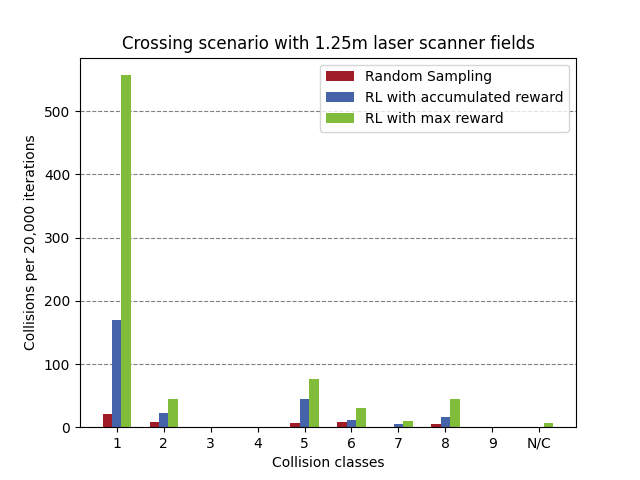 Crossing scenario with 1.25m laser scanner fields
Random Sampling
RL with accumulated reward
RL with max reward
Collisions per 20,000 iterations
500
400
300
200
100
0
1 2 3 4 5 6 7 8 9 N/C
Collision classes